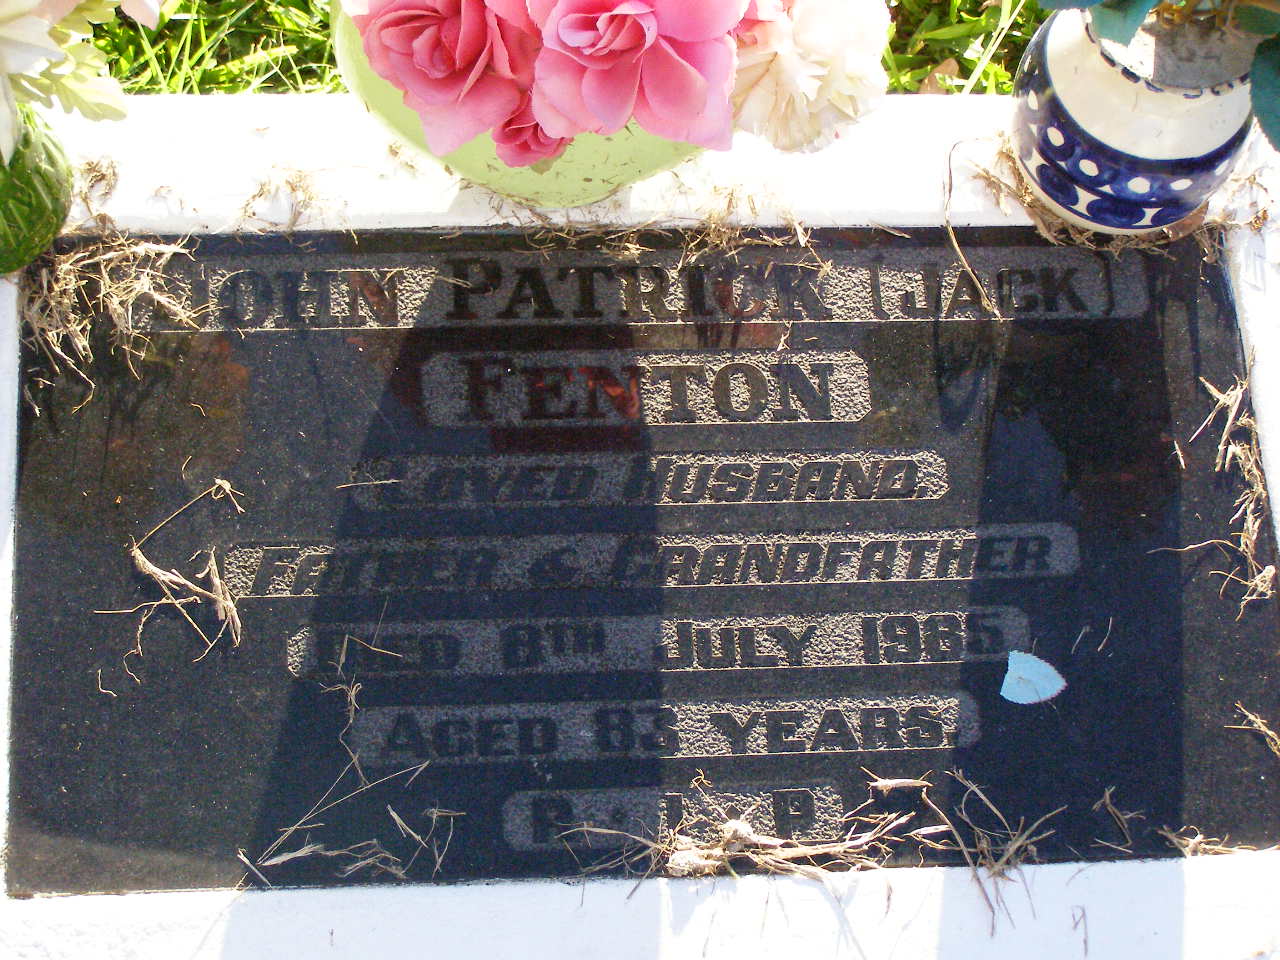 JOHN PATRICK (JACK)
FENTON
LOVED HUSBAND,
FATHER & GRANDFATHER
DIED 8TH JULY 1985
AGED 83 YEARS.
R • I • P